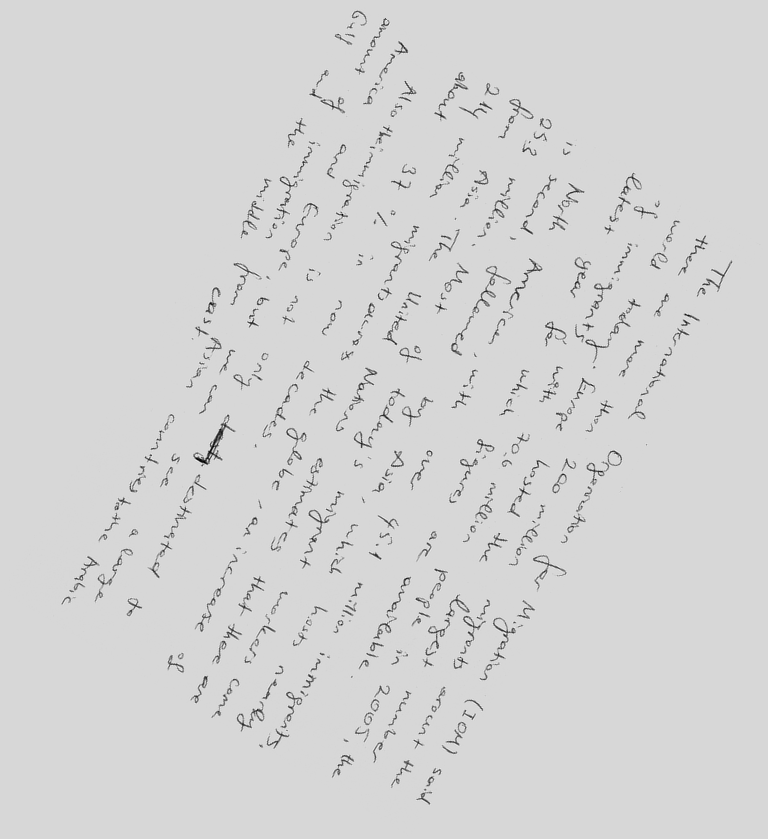 The International Organization for Migration (IOM) said
there are more than 200 million migrants around the
world today. Europe hosted the largest number
of immigrants, with 70.6 million people in 2005, the
latest year for which figures are available.
North America, with over 45.1 million immigrants,
is second, followed by Asia, which hosts nearly
25.3 million. Most of today's migrant workers come
from Asia. The United Nations estimates that there are
214 million migrants across the globe, an increase of
about 37 % in now decades.
Also the immigration is not only destinated to
America and Europe, but we can see a large
amount of immigration from Asian countries to the Arabic
Gulf and the middle east.